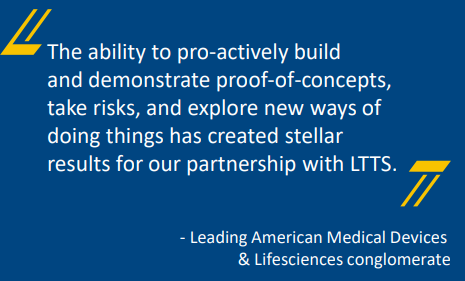 The ability to pro-actively build
and demonstrate proof-of-concepts,
take risks, and explore new ways of
doing things has created stellar
results for our partnership with LTTS.
- Leading American Medical Devices
& Lifesciences conglomerate